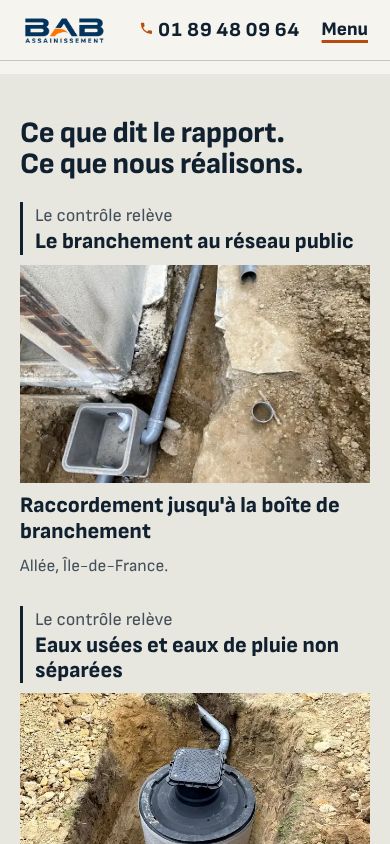 BAB
ASSAINISSEMENT
01 89 48 09 64
Menu
Ce que dit le rapport.
Ce que nous réalisons.
Le contrôle relève
Le branchement au réseau public
Raccordement jusqu'à la boîte de
branchement
Allée, Île-de-France.
Le contrôle relève
Eaux usées et eaux de pluie non
séparées